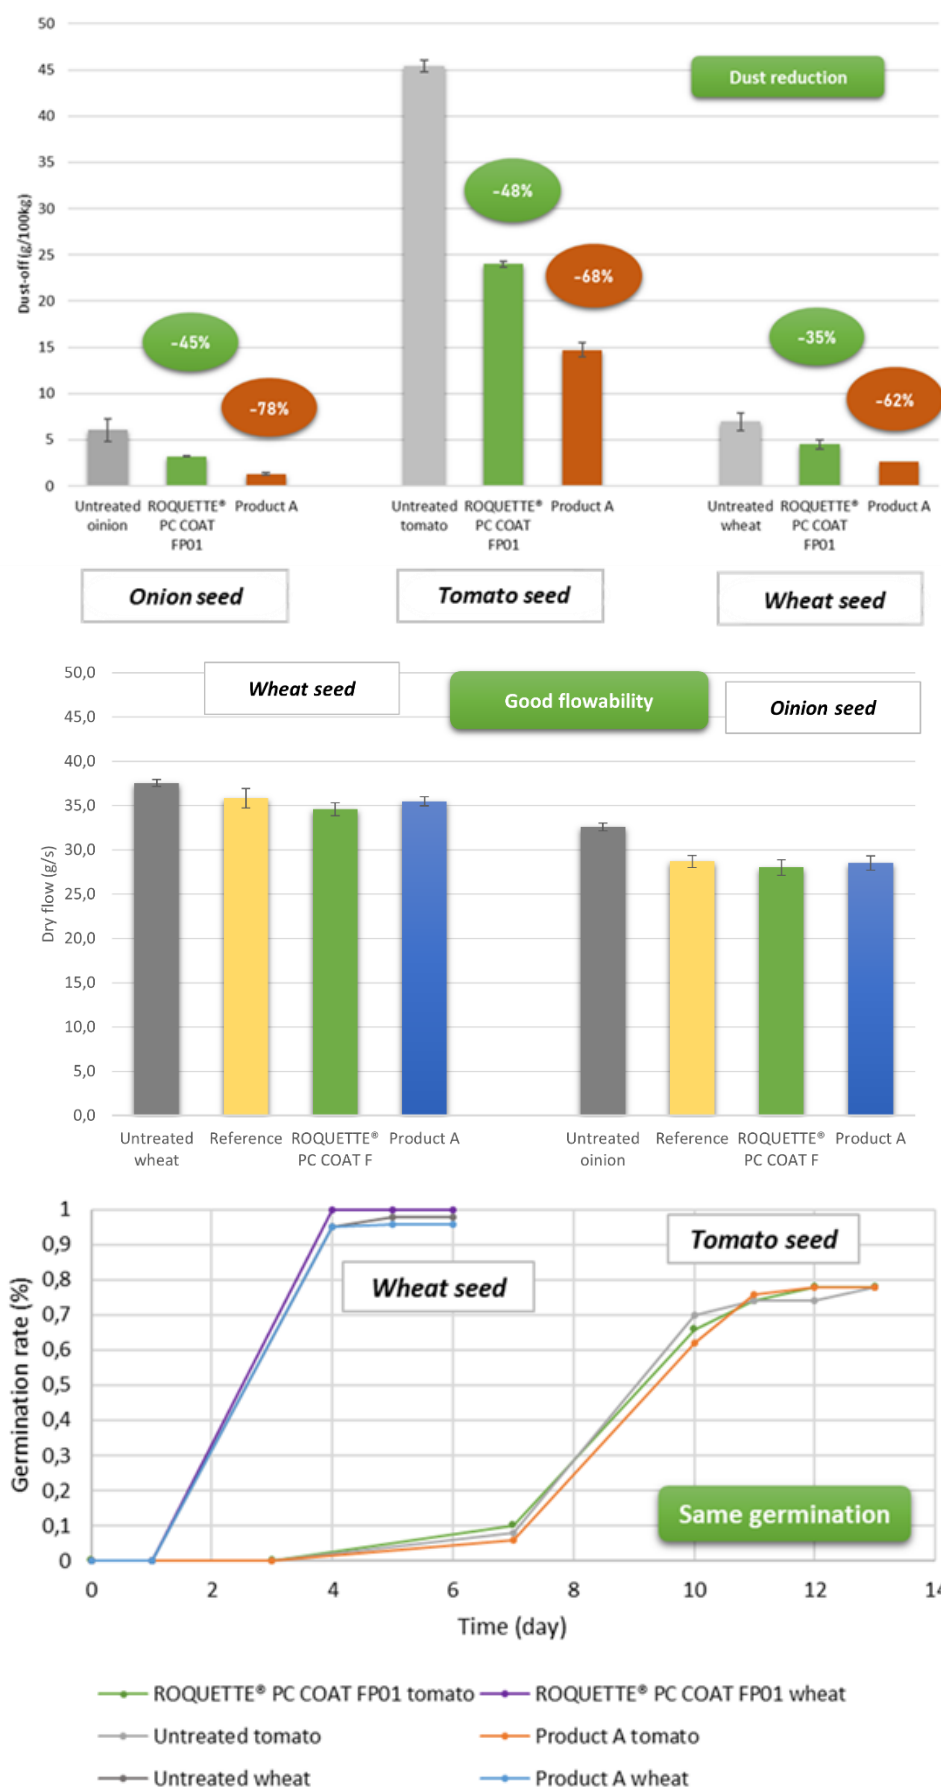 50
45
40
35
30
25
20
15
10
5
0
Dust-off (g/100kg)
Dust reduction
-45%
-78%
-48%
-68%
-35%
-62%
Untreated oinion
ROQUETTE® PC COAT FP01
Product A
Untreated tomato
ROQUETTE® PC COAT FP01
Product A
Untreated wheat
ROQUETTE® PC COAT FP01
Product A
Onion seed
Tomato seed
Wheat seed
50,0
45,0
40,0
35,0
30,0
25,0
20,0
15,0
10,0
5,0
0,0
Dry flow (g/s)
Wheat seed
Good flowability
Oinion seed
Untreated wheat
Reference
ROQUETTE® PC COAT F
Product A
Untreated oinion
Reference
ROQUETTE® PC COAT F
Product A
1
0,9
0,8
0,7
0,6
0,5
0,4
0,3
0,2
0,1
0
Germination rate (%)
Wheat seed
Tomato seed
Same germination
0 2 4 6 8 10 12 14
Time (day)
ROQUETTE® PC COAT FP01 tomato
ROQUETTE® PC COAT FP01 wheat
Untreated tomato
Product A tomato
Untreated wheat
Product A wheat